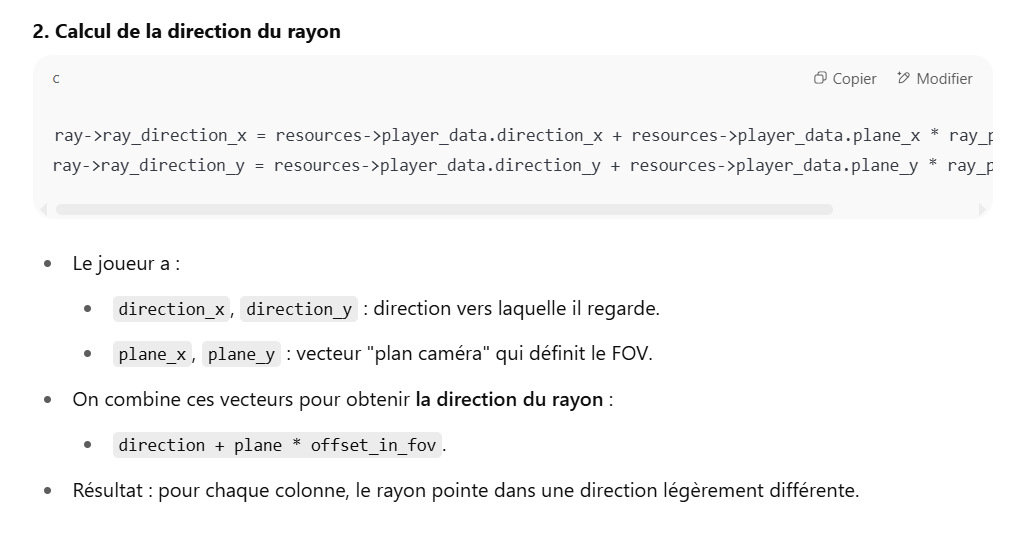 2. Calcul de la direction du rayon
c
Copier Modifier
ray->ray_direction_x = resources->player_data.direction_x + resources->player_data.plane_x * ray_p
ray->ray_direction_y = resources->player_data.direction_y + resources->player_data.plane_y * ray_p
• Le joueur a :
• direction_x, direction_y : direction vers laquelle il regarde.
• plane_x, plane_y : vecteur "plan caméra" qui définit le FOV.
• On combine ces vecteurs pour obtenir la direction du rayon :
• direction + plane * offset_in_fov.
• Résultat : pour chaque colonne, le rayon pointe dans une direction légèrement différente.